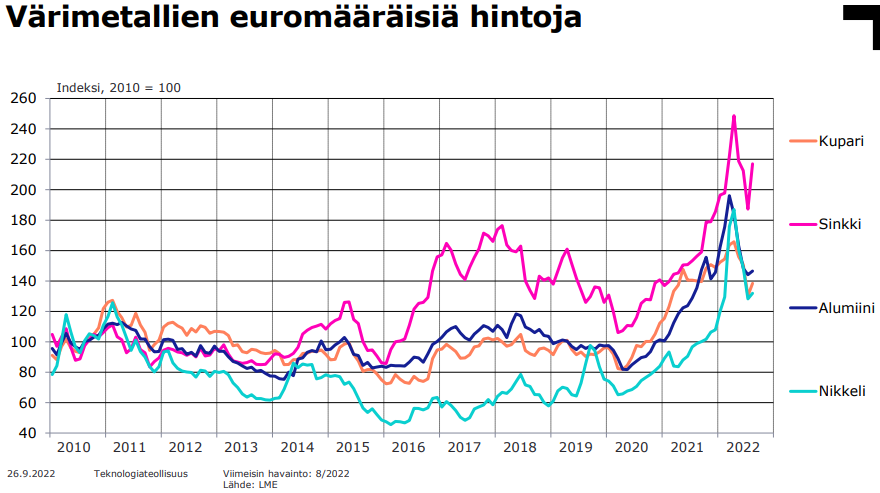 Värimetallien euromääräisiä hintoja
Indeksi, 2010 = 100
260
240
220
200
180
160
140
120
100
80
60
40
2010 2011 2012 2013 2014 2015 2016 2017 2018 2019 2020 2021 2022
Kupari
Sinkki
Alumiini
Nikkeli
26.9.2022 Teknologiateollisuus Viimeisin havainto: 8/2022
Lähde: LME